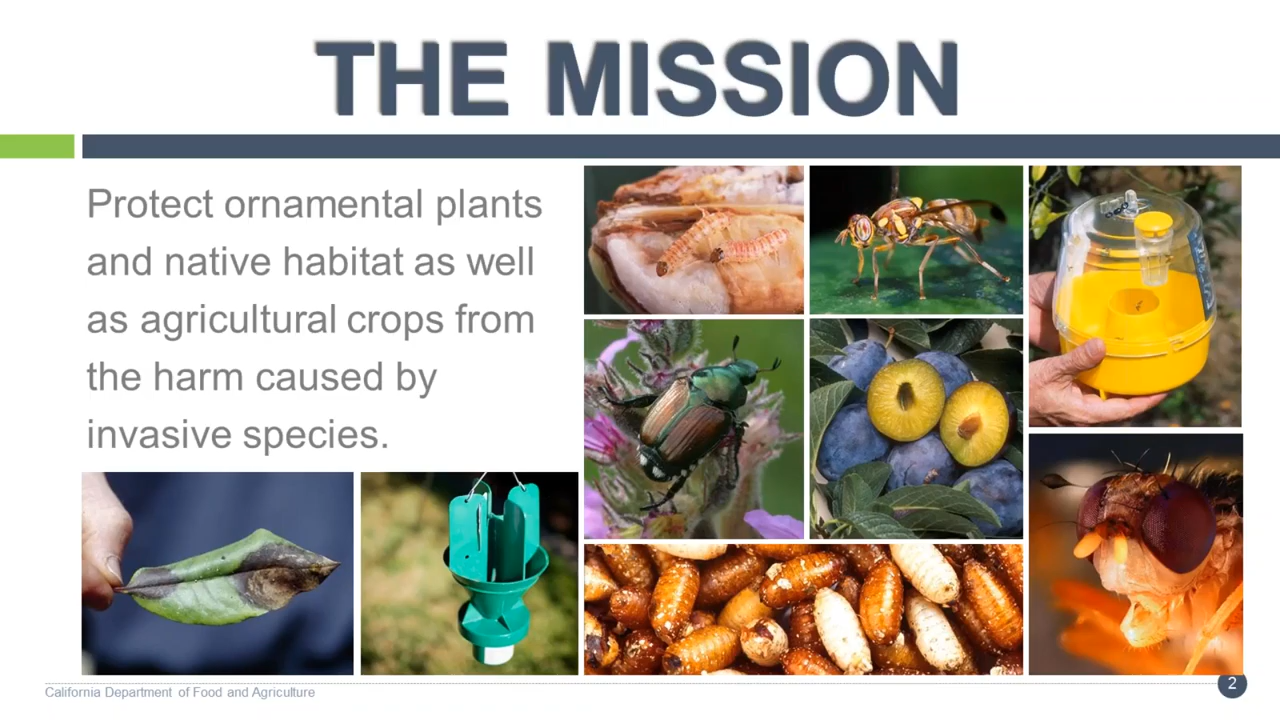 THE MISSION
Protect ornamental plants
and native habitat as well
as agricultural crops from
the harm caused by
invasive species.
California Department of Food and Agriculture
2